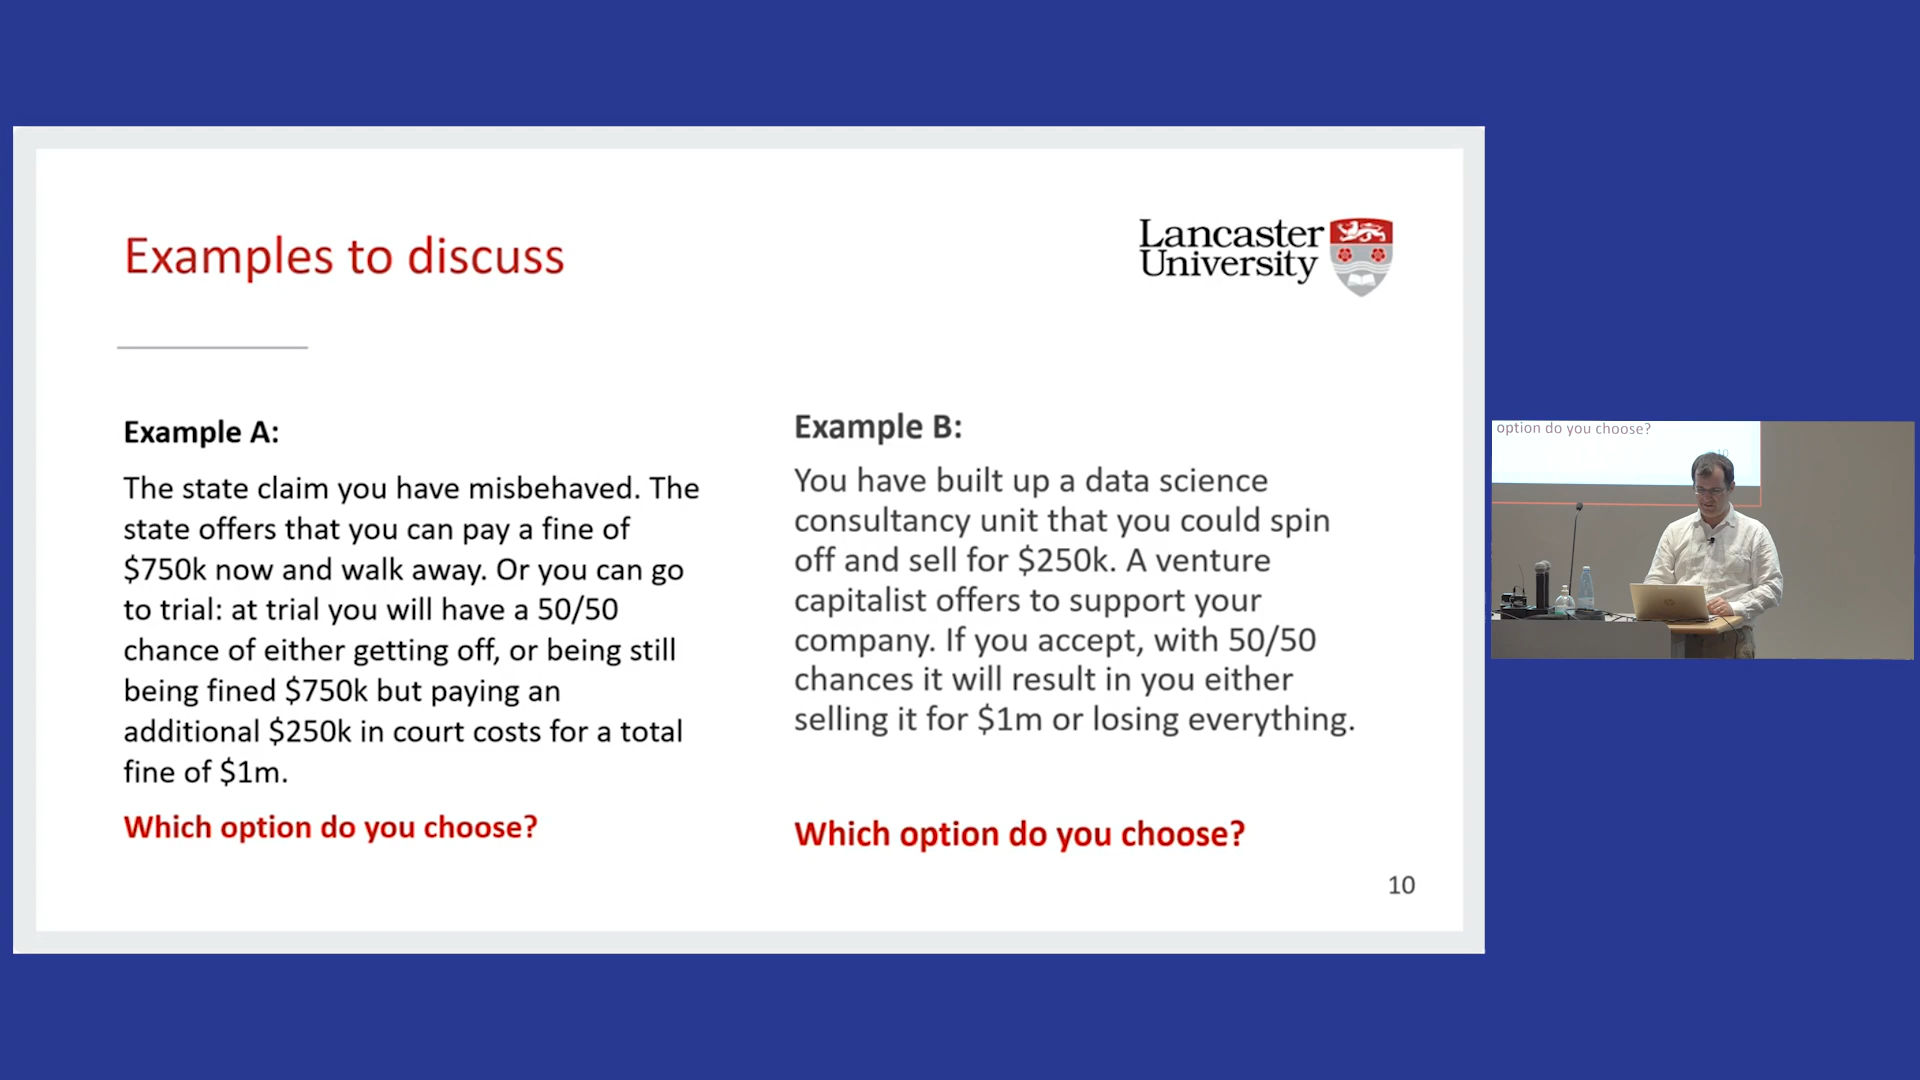 Examples to discuss
Lancaster
University
Example A:
The state claim you have misbehaved. The
state offers that you can pay a fine of
$750k now and walk away. Or you can go
to trial: at trial you will have a 50/50
chance of either getting off, or being still
being fined $750k but paying an
additional $250k in court costs for a total
fine of $1m.
Which option do you choose?
Example B:
You have built up a data science
consultancy unit that you could spin
off and sell for $250k. A venture
capitalist offers to support your
company. If you accept, with 50/50
chances it will result in you either
selling it for $1m or losing everything.
Which option do you choose?
10
option do you choose?
10